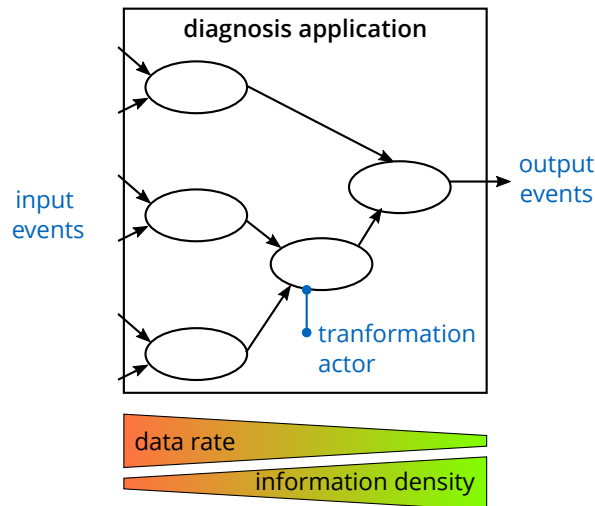 diagnosis application
input
events
output
events
tranformation
actor
data rate
information density